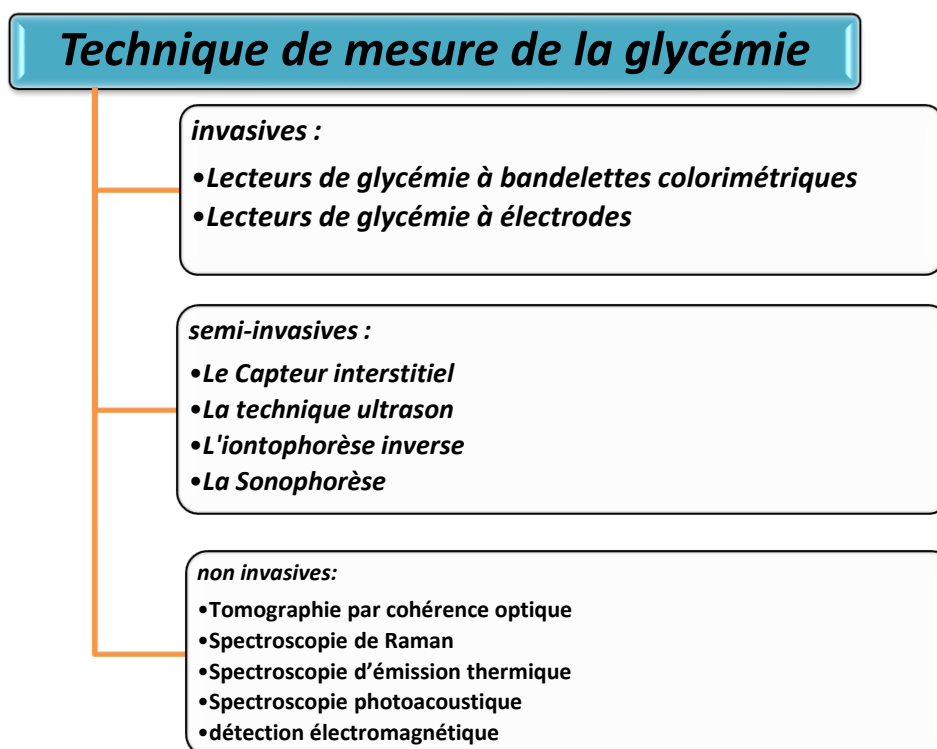 Technique de mesure de la glycémie
invasives :
•Lecteurs de glycémie à bandelettes colorimétriques
•Lecteurs de glycémie à électrodes
semi-invasives :
•Le Capteur interstitiel
•La technique ultrason
•L'iontophorèse inverse
•La Sonophorèse
non invasives:
•Tomographie par cohérence optique
•Spectroscopie de Raman
•Spectroscopie d’émission thermique
•Spectroscopie photoacoustique
•détection électromagnétique